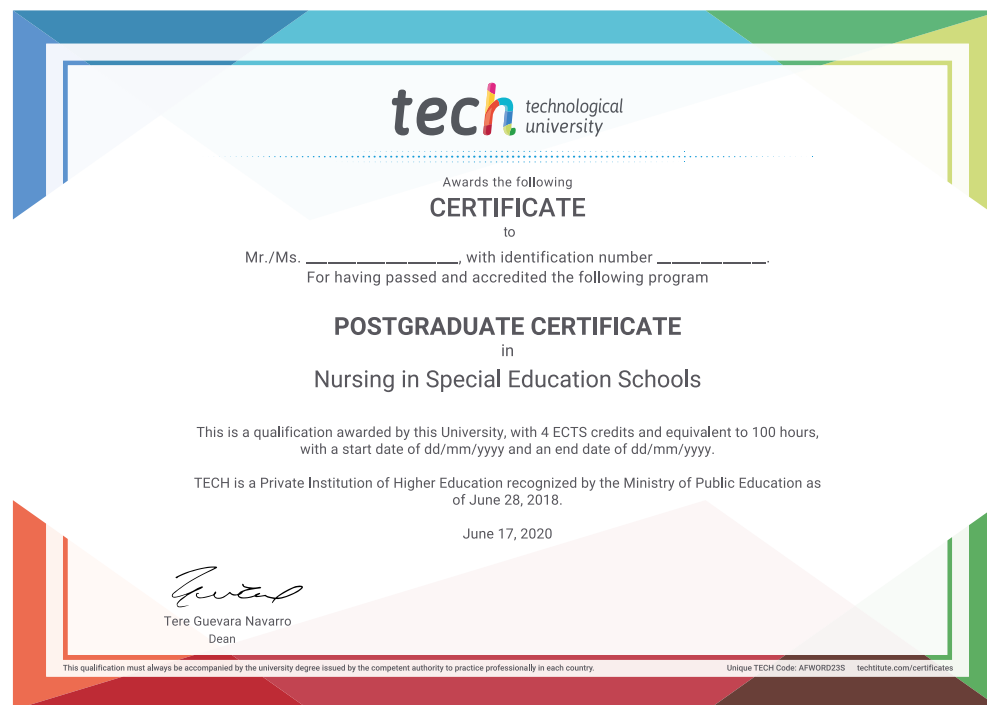 tech technological
university
Awards the following
CERTIFICATE
to
Mr./Ms. __________________, with identification number _____________.
For having passed and accredited the following program
POSTGRADUATE CERTIFICATE
in
Nursing in Special Education Schools
This is a qualification awarded by this University, with 4 ECTS credits and equivalent to 100 hours,
with a start date of dd/mm/yyyy and an end date of dd/mm/yyyy.
TECH is a Private Institution of Higher Education recognized by the Ministry of Public Education as
of June 28, 2018.
June 17, 2020
Tere Guevara Navarro
Dean
This qualification must always be accompanied by the university degree issued by the competent authority to practice professionally in each country.
Unique TECH Code: AFWORD23S techtitute.com/certificates